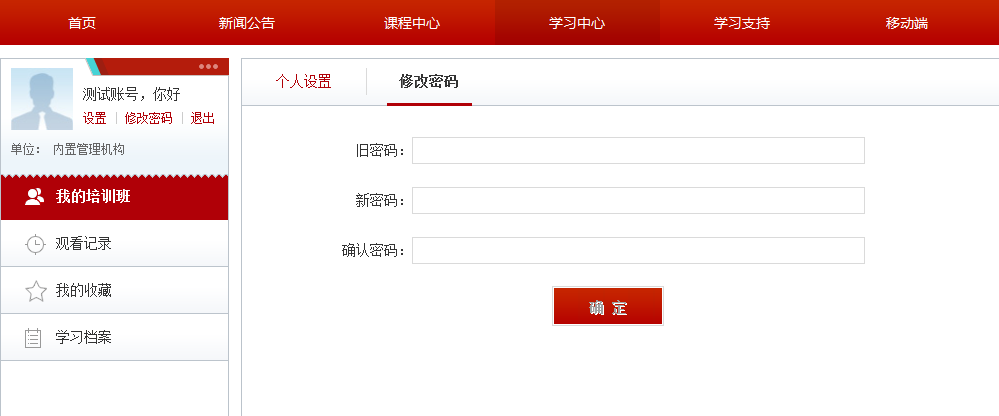 首页 新闻公告 课程中心 学习中心 学习支持 移动端
测试账号，你好
设置 修改密码 退出
单位： 内置管理机构
我的培训班
观看记录
我的收藏
学习档案
个人设置 修改密码
旧密码：
新密码：
确认密码：
确 定